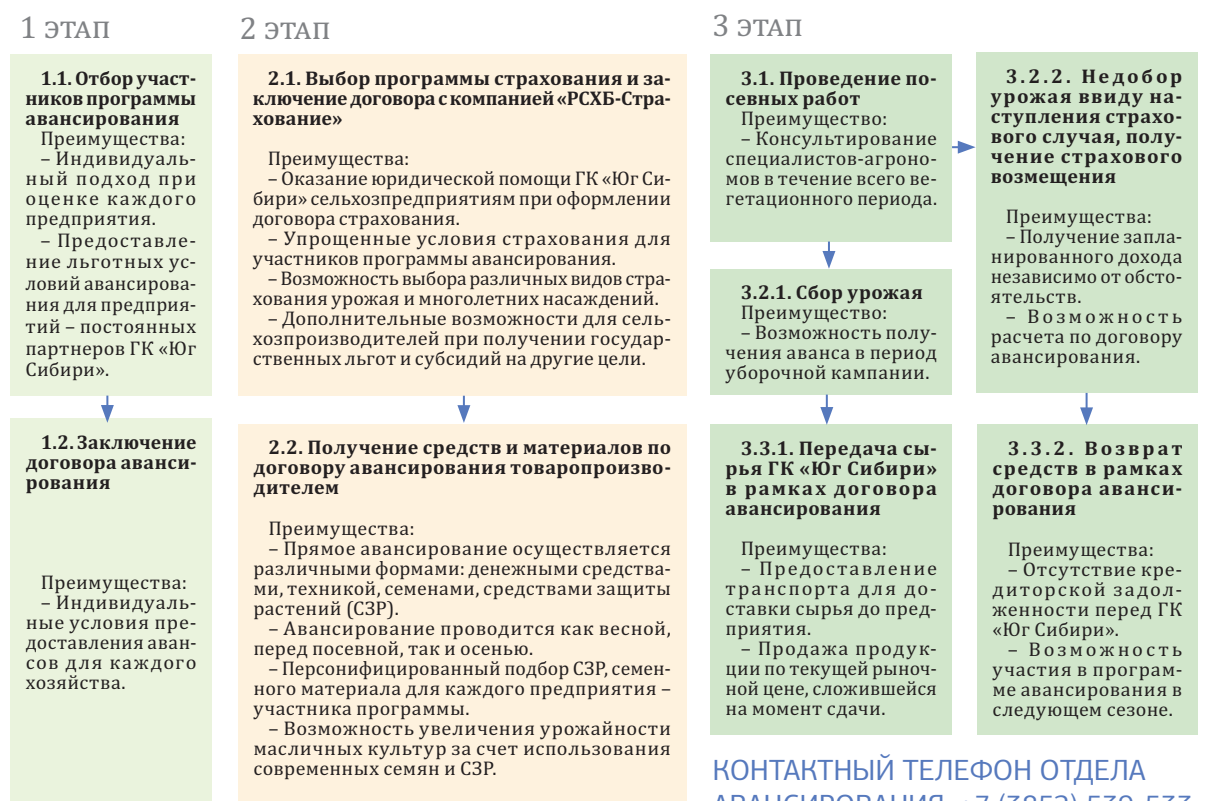 1 ЭТАП
1.1. Отбор участ-
ников программы
авансирования
Преимущества:
– Индивидуаль-
ный подход при
оценке каждого
предприятия.
– Предоставле-
ние льготных ус-
ловий авансирова-
ния для предприя-
тий – постоянных
партнеров ГК «Юг
Сибири».
1.2. Заключение
договора аванси-
рования
Преимущества:
– Индивидуаль-
ные условия пре-
доставления аван-
сов для каждого
хозяйства.
2 ЭТАП
2.1. Выбор программы страхования и за-
ключение договора с компанией «РСХБ-Стра-
хование»
Преимущества:
– Оказание юридической помощи ГК «Юг Си-
бири» сельхозпредприятиям при оформлении
договора страхования.
– Упрощенные условия страхования для
участников программы авансирования.
– Возможность выбора различных видов стра-
хования урожая и многолетних насаждений.
– Дополнительные возможности для сель-
хозпроизводителей при получении государ-
ственных льгот и субсидий на другие цели.
2.2. Получение средств и материалов по
договору авансирования товаропроизво-
дителем
Преимущества:
– Прямое авансирование осуществляется
различными формами: денежными средства-
ми, техникой, семенами, средствами защиты
растений (СЗР).
– Авансирование проводится как весной,
перед посевной, так и осенью.
– Персонифицированный подбор СЗР, семен-
ного материала для каждого предприятия –
участника программы.
– Возможность увеличения урожайности
масличных культур за счет использования
современных семян и СЗР.
3 ЭТАП
3.1. Проведение по-
севных работ
Преимущество:
– Консультирование
специалистов-агроно-
мов в течение всего ве-
гетационного периода.
3.2.1. Сбор урожая
Преимущество:
– Возможность полу-
чения аванса в период
уборочной кампании.
3.3.1. Передача сы-
рья ГК «Юг Сибири»
в рамках договора
авансирования
Преимущества:
– Предоставление
транспорта для до-
ставки сырья до пред-
приятия.
– Продажа продук-
ции по текущей рыноч-
ной цене, сложившейся
на момент сдачи.
3.2.2. Недобор
урожая ввиду на-
ступления страхо-
вого случая, полу-
чение страхового
возмещения
Преимущества:
– Получение запла-
нированного дохода
независимо от обсто-
ятельств.
– Возможность
расчета по договору
авансирования.
3.3.2. Возврат
средств в рамках
договора аванси-
рования
Преимущества:
– Отсутствие кре-
диторской задол-
женности перед ГК
«Юг Сибири».
– Возможность
участия в програм-
ме авансирования в
следующем сезоне.
КОНТАКТНЫЙ ТЕЛЕФОН ОТДЕЛА
АВАНСИРОВАНИЯ